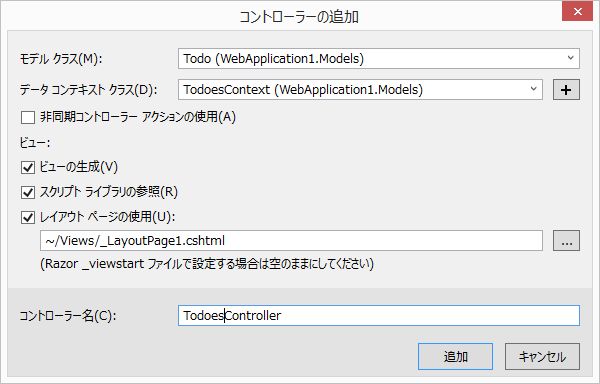 コントローラーの追加
モデル クラス(M): Todo (WebApplication1.Models)
データ コンテキスト クラス(D): TodoesContext (WebApplication1.Models)
非同期コントローラー アクションの使用(A)
ビュー:
ビューの生成(V)
スクリプト ライブラリの参照(R)
レイアウト ページの使用(U):
~/Views/_LayoutPage1.cshtml ...
(Razor _viewstart ファイルで設定する場合は空のままにしてください)
コントローラー名(C): TodoesController
追加 キャンセル